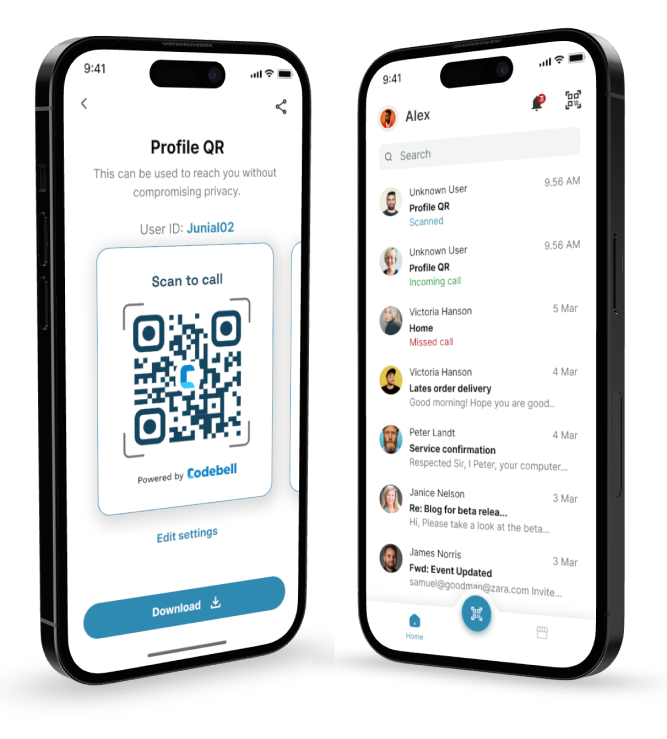 9:41
Profile QR
This can be used to reach you without
compromising privacy.
User ID: Junial02
Scan to call
Powered by Codebell
Edit settings
Download
9:41
Alex
3
Search
Unknown User 9.56 AM
Profile QR
Scanned
Unknown User 9.56 AM
Profile QR
Incoming call
Victoria Hanson 5 Mar
Home
Missed call
Victoria Hanson 4 Mar
Lates order delivery
Good morning! Hope you are good..
Peter Landt 4 Mar
Service confirmation
Respected Sir, I Peter, your computer...
Janice Nelson 3 Mar
Re: Blog for beta relea...
Hi, Please take a look at the beta...
James Norris 3 Mar
Fwd: Event Updated
samuel@goodman@zara.com Invite...
Home